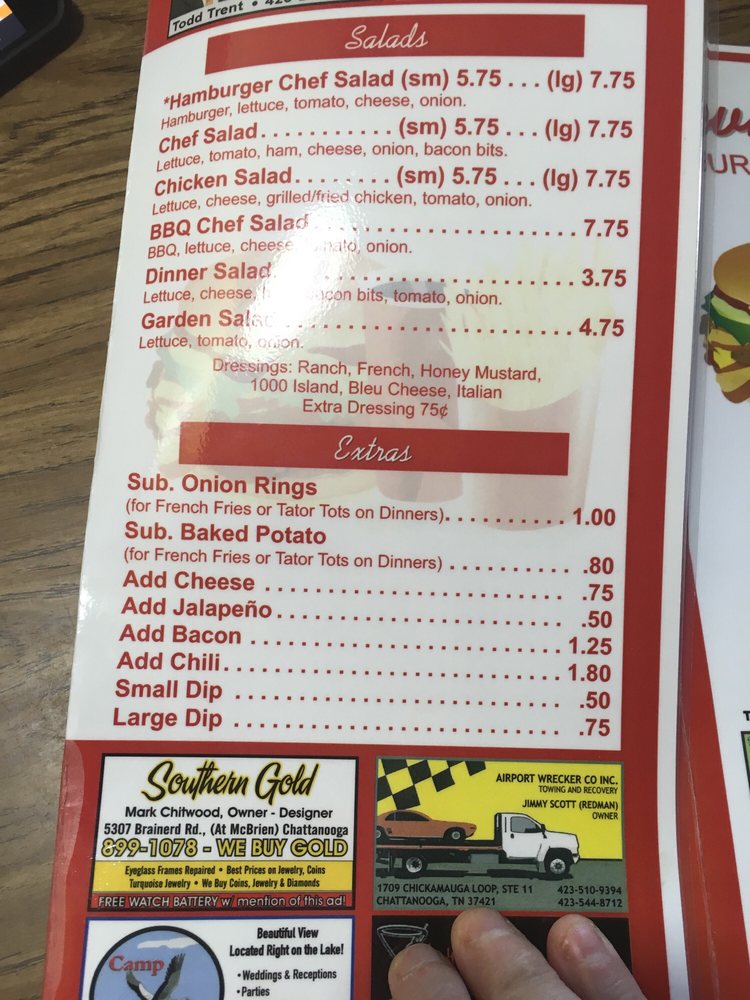 Todd Trent •
Salads
*Hamburger Chef Salad (sm) 5.75 . . . (lg) 7.75
Hamburger, lettuce, tomato, cheese, onion.
Chef Salad. . . . . . . . . . . (sm) 5.75 . . . (lg) 7.75
Lettuce, tomato, ham, cheese, onion, bacon bits.
Chicken Salad. . . . . . . . (sm) 5.75 . . . (lg) 7.75
Lettuce, cheese, grilled/fried chicken, tomato, onion.
BBQ Chef Salad . . . . . . . . . . . . . . . . . . . . . . . 7.75
BBQ, lettuce, cheese, tomato, onion.
Dinner Salad. . . . . . . . . . . . . . . . . . . . . . . . . . 3.75
Lettuce, cheese, bacon bits, tomato, onion.
Garden Salad . . . . . . . . . . . . . . . . . . . . . . . . . 4.75
Lettuce, tomato, onion.
Dressings: Ranch, French, Honey Mustard,
1000 Island, Bleu Cheese, Italian
Extra Dressing 75¢
Extras
Sub. Onion Rings
(for French Fries or Tator Tots on Dinners). . . . . . . . . . . 1.00
Sub. Baked Potato
(for French Fries or Tator Tots on Dinners) . . . . . . . . . . .80
Add Cheese . . . . . . . . . . . . . . . . . . . . . . . . . . .75
Add Jalapeño . . . . . . . . . . . . . . . . . . . . . . . . . .50
Add Bacon . . . . . . . . . . . . . . . . . . . . . . . . . . . 1.25
Add Chili. . . . . . . . . . . . . . . . . . . . . . . . . . . . . 1.80
Small Dip . . . . . . . . . . . . . . . . . . . . . . . . . . . . .50
Large Dip . . . . . . . . . . . . . . . . . . . . . . . . . . . . .75
Southern Gold
Mark Chitwood, Owner - Designer
5307 Brainerd Rd., (At McBrien) Chattanooga
899-1078 - WE BUY GOLD
Eyeglass Frames Repaired • Best Prices on Jewelry, Coins
Turquoise Jewelry • We Buy Coins, Jewelry & Diamonds
FREE WATCH BATTERY w/ mention of this ad!
AIRPORT WRECKER CO INC.
TOWING AND RECOVERY
JIMMY SCOTT (REDMAN)
OWNER
1709 CHICKAMAUGA LOOP, STE 11
CHATTANOOGA, TN 37421
423-510-9394
423-544-8712
Camp
Beautiful View
Located Right on the Lake!
• Weddings & Receptions
• Parties